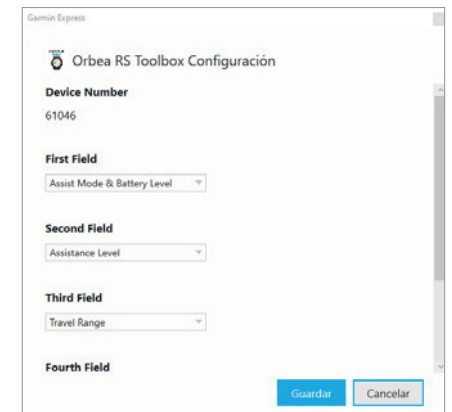 Garmin Express
Orbea RS Toolbox Configuración
Device Number
61046
First Field
Assist Mode & Battery Level
Second Field
Assistance Level
Third Field
Travel Range
Fourth Field
Guardar Cancelar